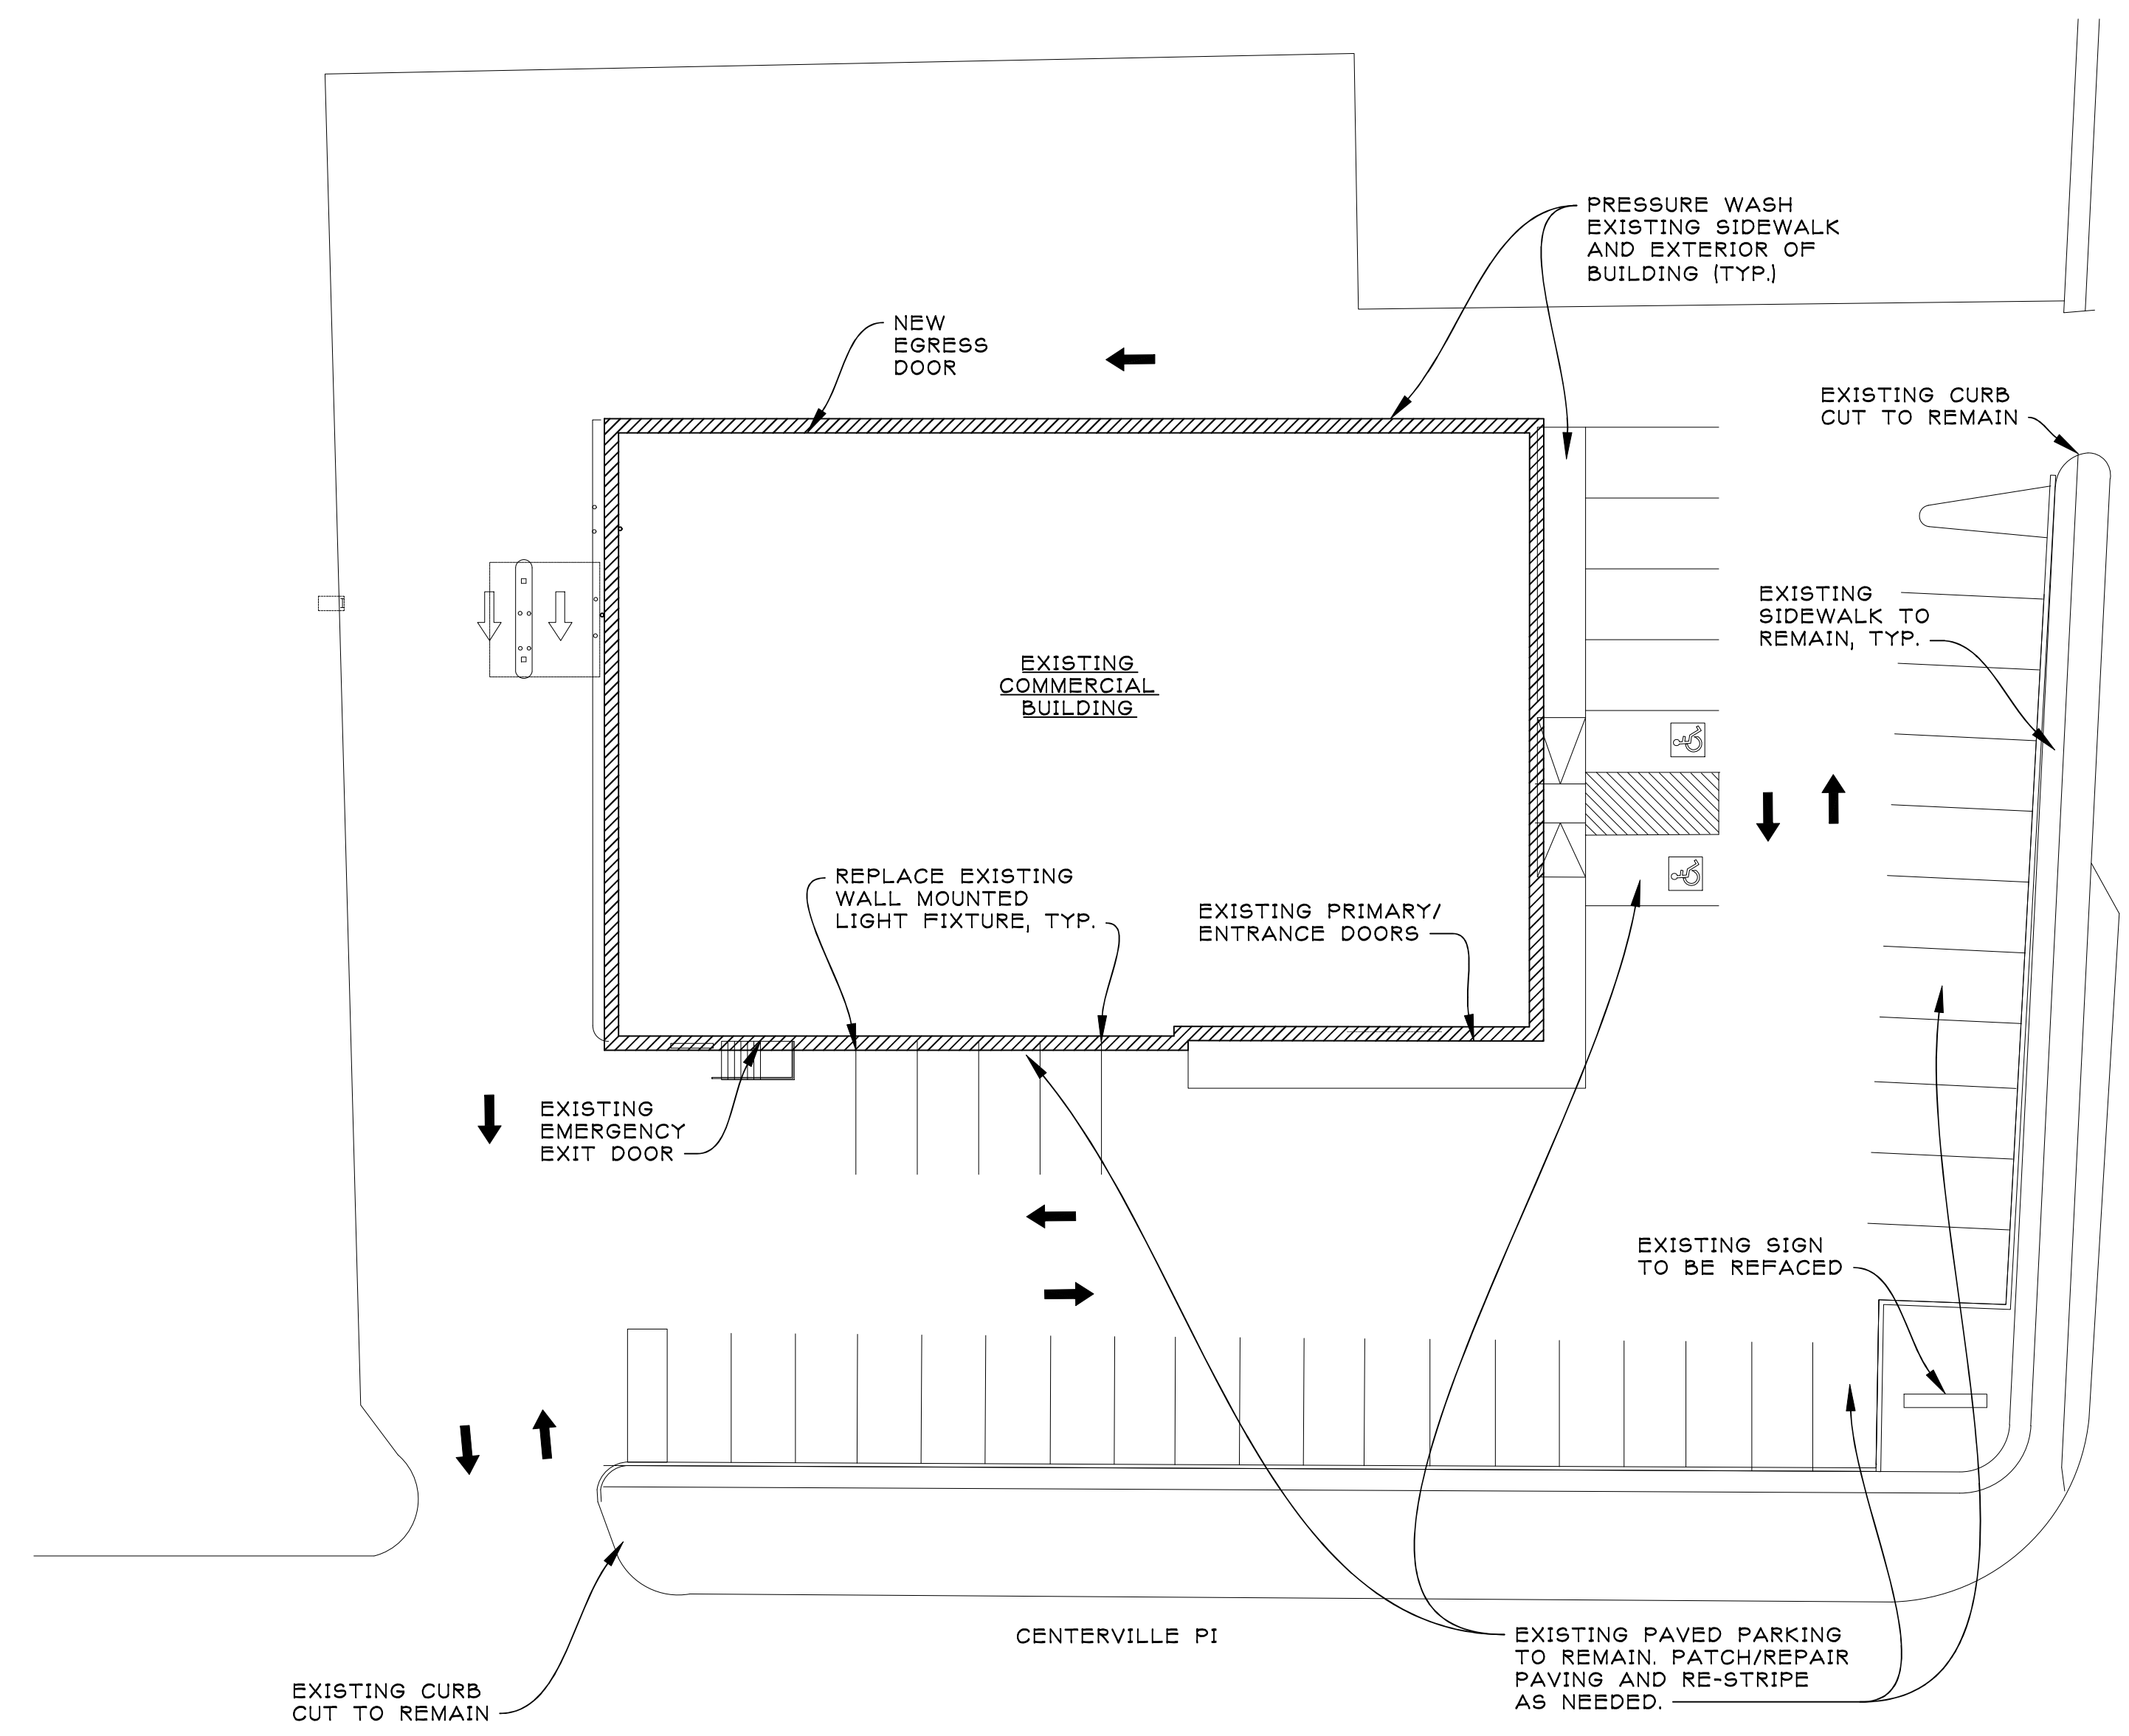 PRESSURE WASH
EXISTING SIDEWALK
AND EXTERIOR OF
BUILDING (TYP.)
NEW
EGRESS
DOOR
EXISTING CURB
CUT TO REMAIN
EXISTING
SIDEWALK TO
REMAIN, TYP.
EXISTING
COMMERCIAL
BUILDING
REPLACE EXISTING
WALL MOUNTED
LIGHT FIXTURE, TYP.
EXISTING PRIMARY/
ENTRANCE DOORS
EXISTING
EMERGENCY
EXIT DOOR
EXISTING SIGN
TO BE REFACED
CENTERVILLE PI
EXISTING PAVED PARKING
TO REMAIN. PATCH/REPAIR
PAVING AND RE-STRIPE
AS NEEDED.
EXISTING CURB
CUT TO REMAIN